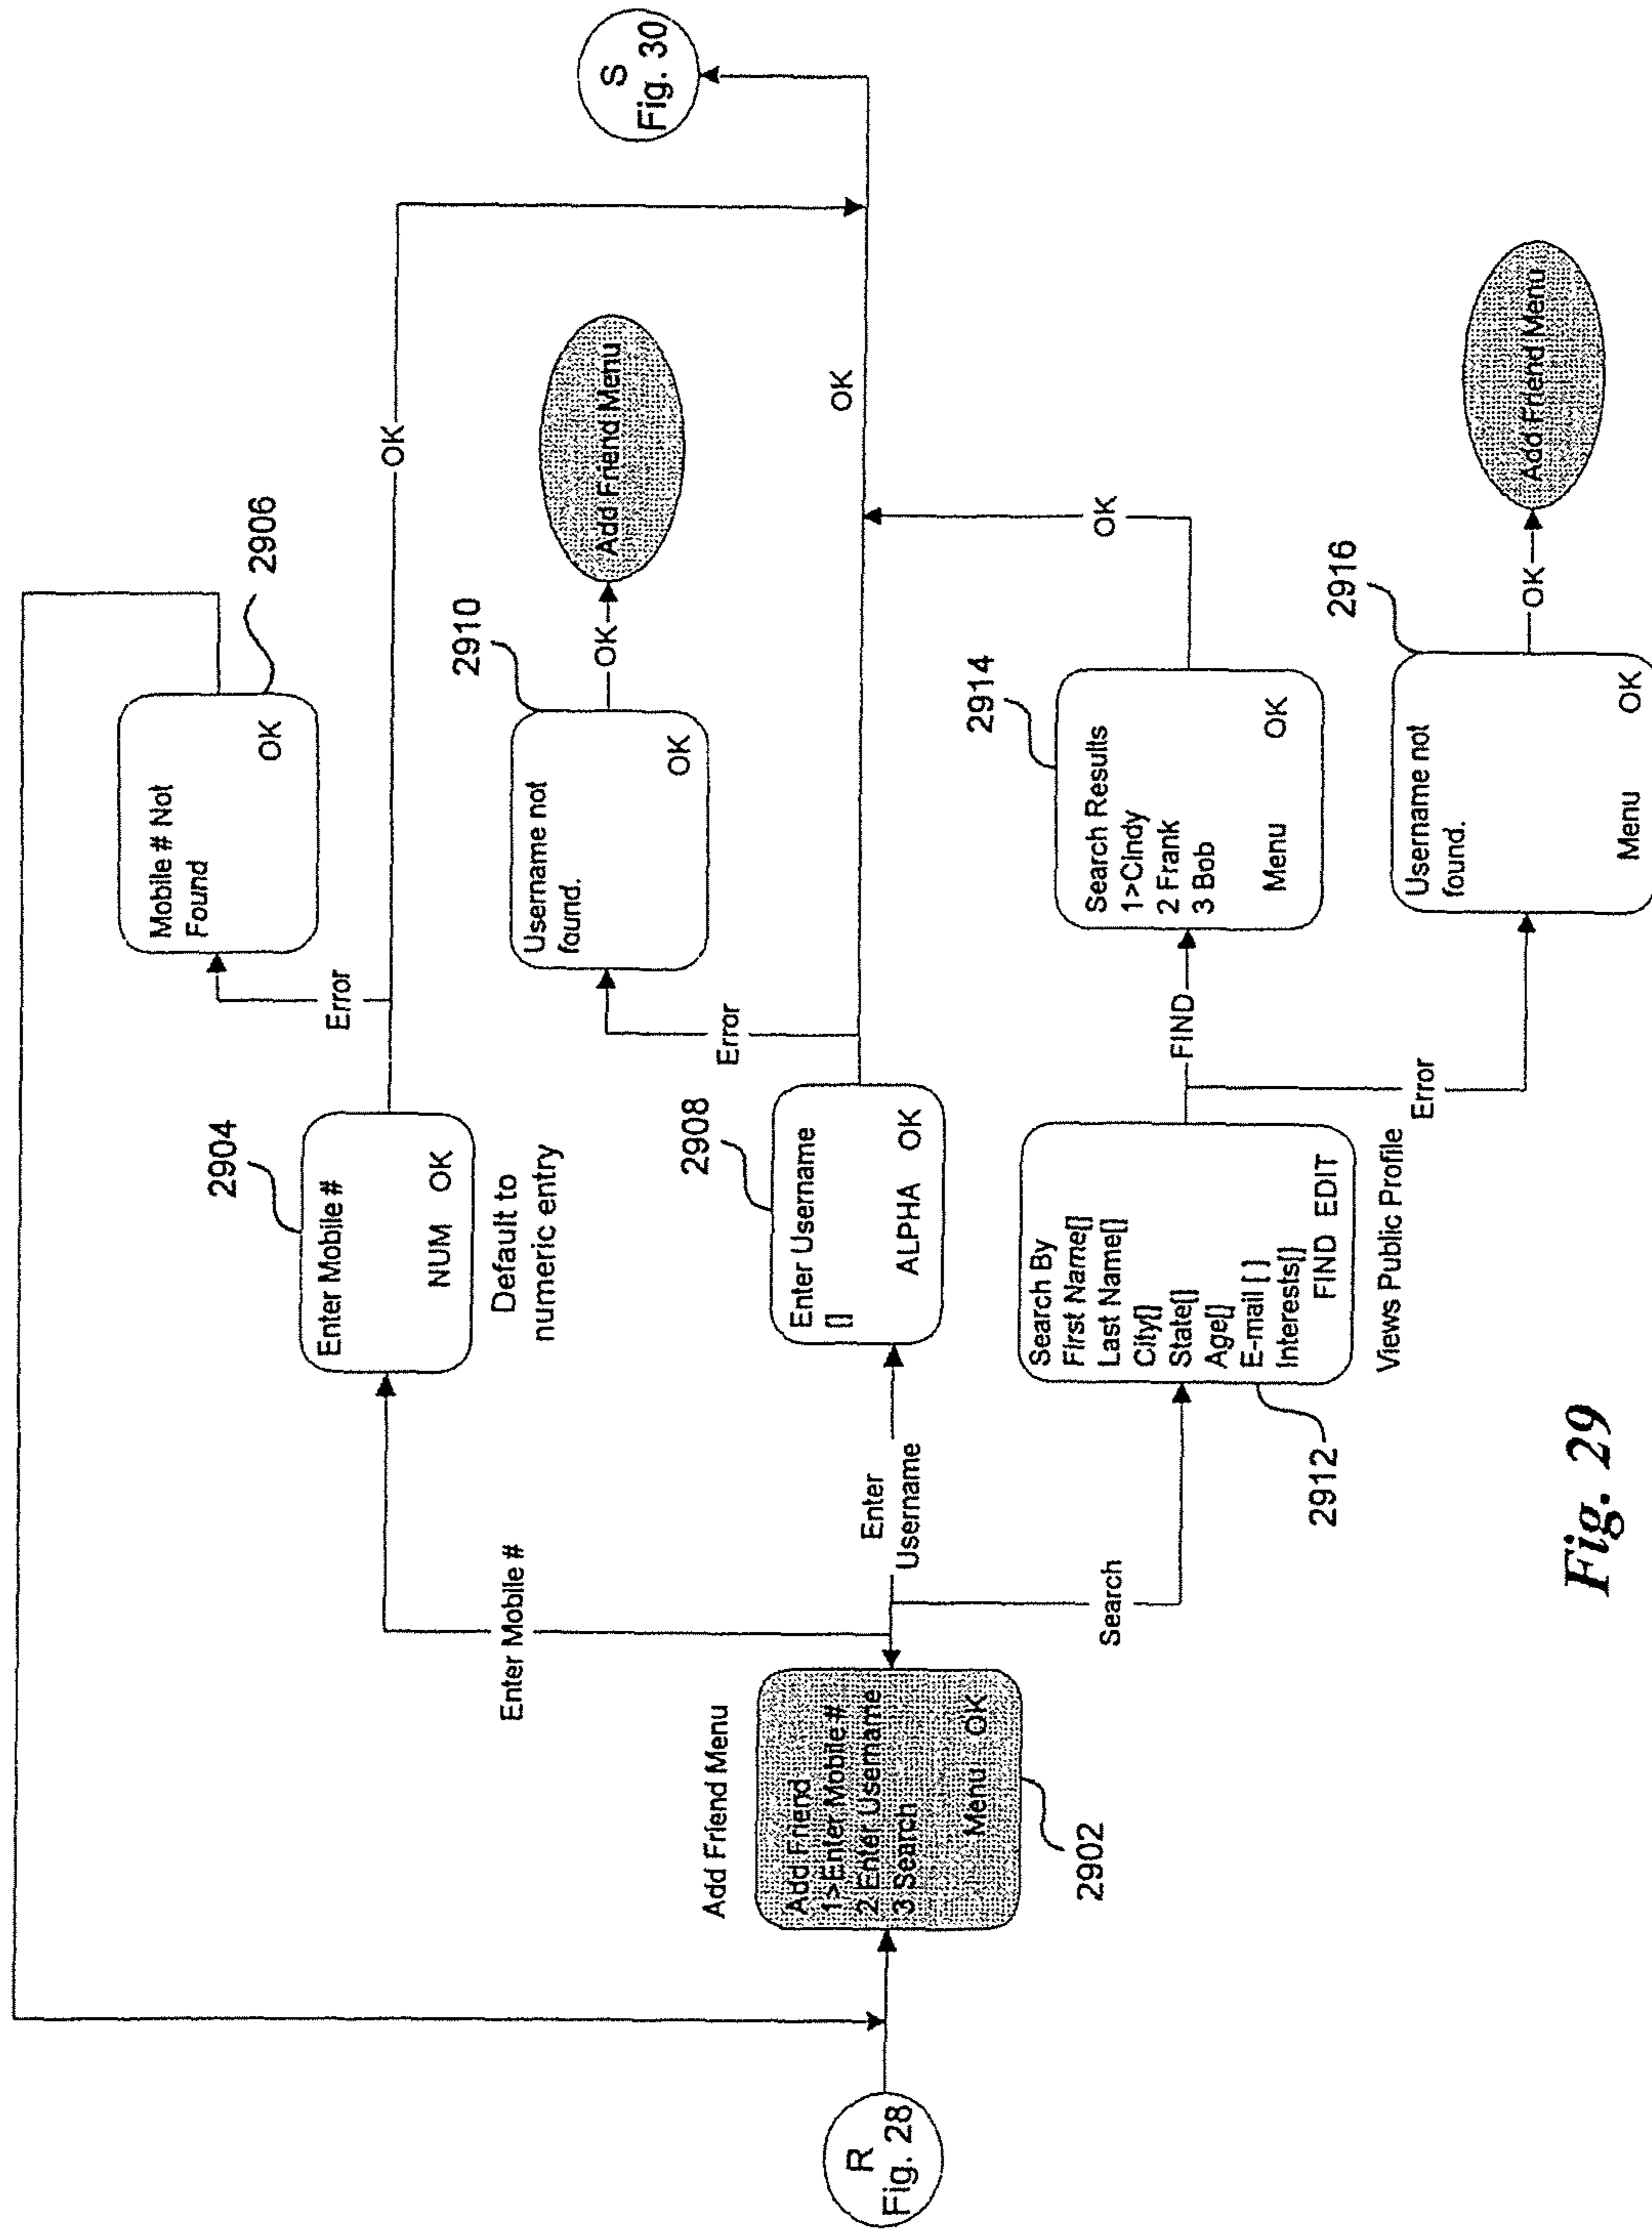 R
Fig. 28
Add Friend Menu
Add Friend
1>Enter Mobile #
2 Enter Username
3 Search
Menu OK
2902
Enter Mobile #
Enter
Username
Search
2904
Enter Mobile #
NUM OK
Default to
numeric entry
Error
2906
Mobile # Not
Found
OK
OK
2908
Enter Username
[]
ALPHA OK
Error
2910
Username not
found.
OK
OK
Add Friend Menu
OK
S
Fig. 30
2912
Search By
First Name[]
Last Name[]
City[]
State[]
Age[]
E-mail [ ]
Interests[]
FIND EDIT
Views Public Profile
FIND
2914
Search Results
1>Cindy
2 Frank
3 Bob
Menu OK
OK
Error
2916
Username not
found.
Menu OK
OK
Add Friend Menu
Fig. 29